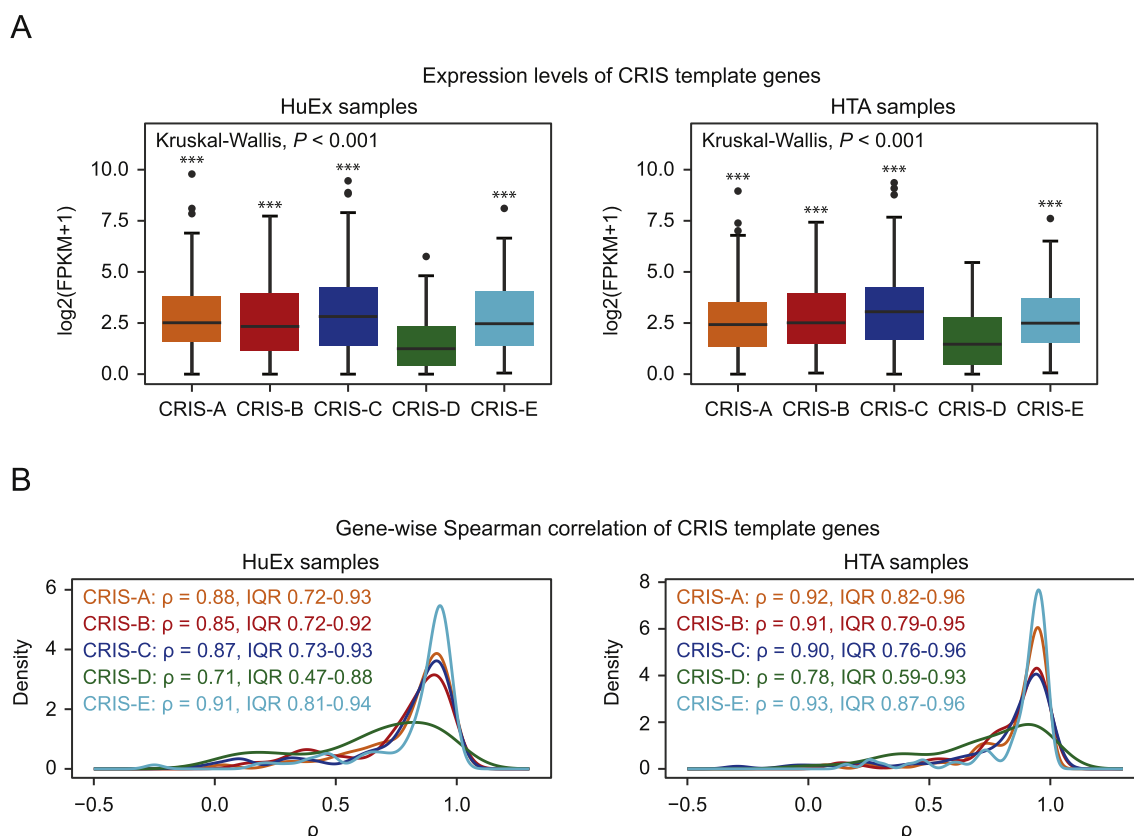 A
Expression levels of CRIS template genes
HuEx samples
Kruskal-Wallis, P < 0.001
***
***
***
***
10.0
7.5
5.0
2.5
0.0
log2(FPKM+1)
CRIS-A CRIS-B CRIS-C CRIS-D CRIS-E
HTA samples
Kruskal-Wallis, P < 0.001
***
***
***
***
10.0
7.5
5.0
2.5
0.0
log2(FPKM+1)
CRIS-A CRIS-B CRIS-C CRIS-D CRIS-E
B
Gene-wise Spearman correlation of CRIS template genes
HuEx samples
CRIS-A: ρ = 0.88, IQR 0.72-0.93
CRIS-B: ρ = 0.85, IQR 0.72-0.92
CRIS-C: ρ = 0.87, IQR 0.73-0.93
CRIS-D: ρ = 0.71, IQR 0.47-0.88
CRIS-E: ρ = 0.91, IQR 0.81-0.94
6
4
2
0
Density
−0.5 0.0 0.5 1.0
ρ
HTA samples
CRIS-A: ρ = 0.92, IQR 0.82-0.96
CRIS-B: ρ = 0.91, IQR 0.79-0.95
CRIS-C: ρ = 0.90, IQR 0.76-0.96
CRIS-D: ρ = 0.78, IQR 0.59-0.93
CRIS-E: ρ = 0.93, IQR 0.87-0.96
8
6
4
2
0
Density
−0.5 0.0 0.5 1.0
ρ